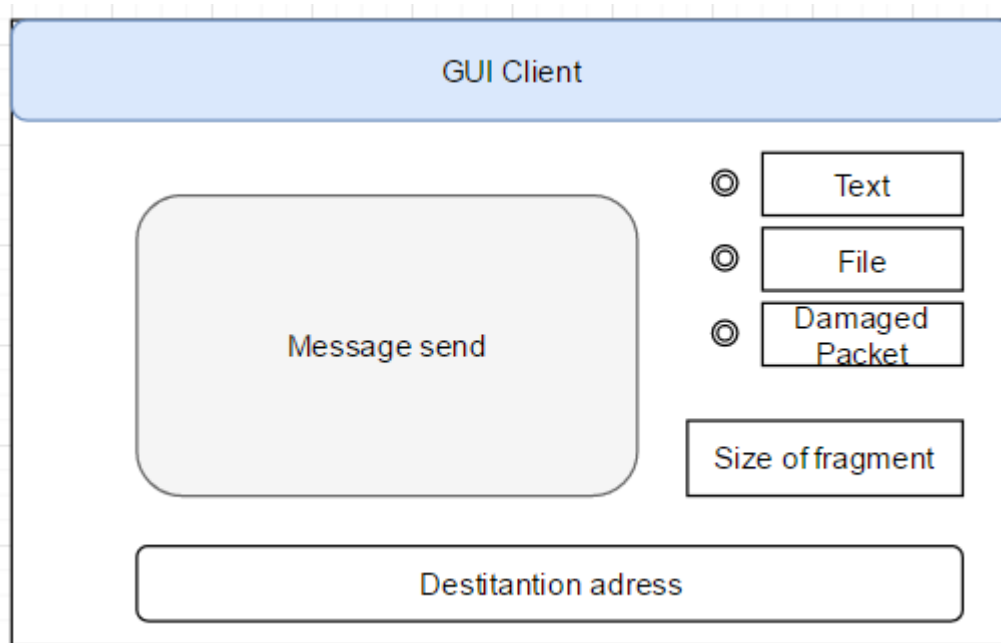 GUI Client
Text
File
Damaged
Packet
Message send
Size of fragment
Destitantion adress